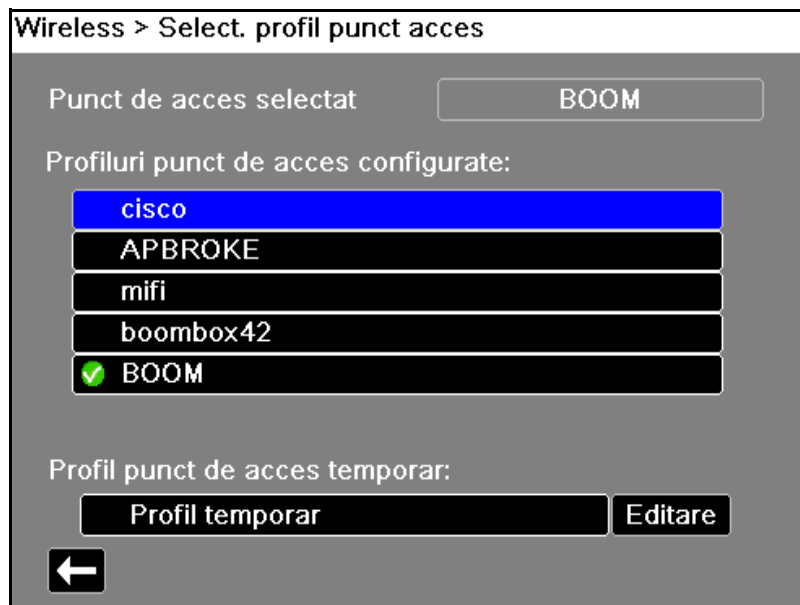 Wireless > Select. profil punct acces
Punct de acces selectat BOOM
Profiluri punct de acces configurate:
cisco
APBROKE
mifi
boombox42
BOOM
Profil punct de acces temporar:
Profil temporar Editare